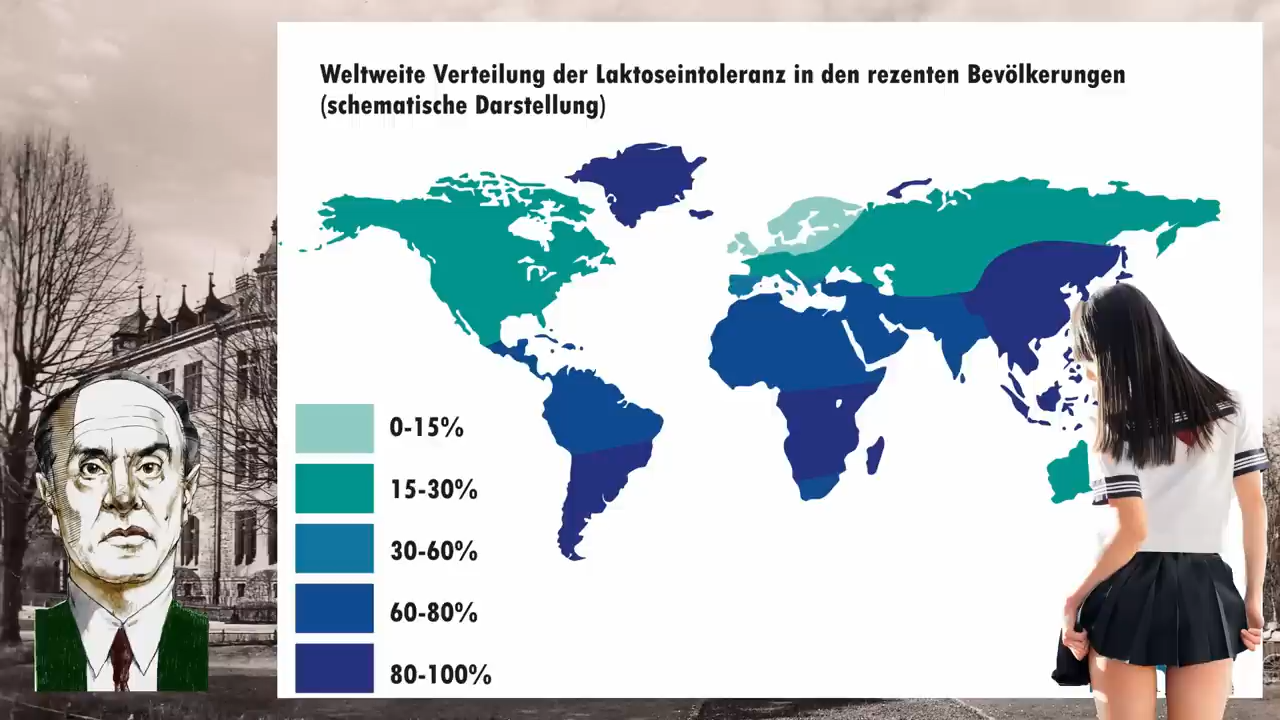 Weltweite Verteilung der Laktoseintoleranz in den rezenten Bevölkerungen
(schematische Darstellung)
0-15%
15-30%
30-60%
60-80%
80-100%